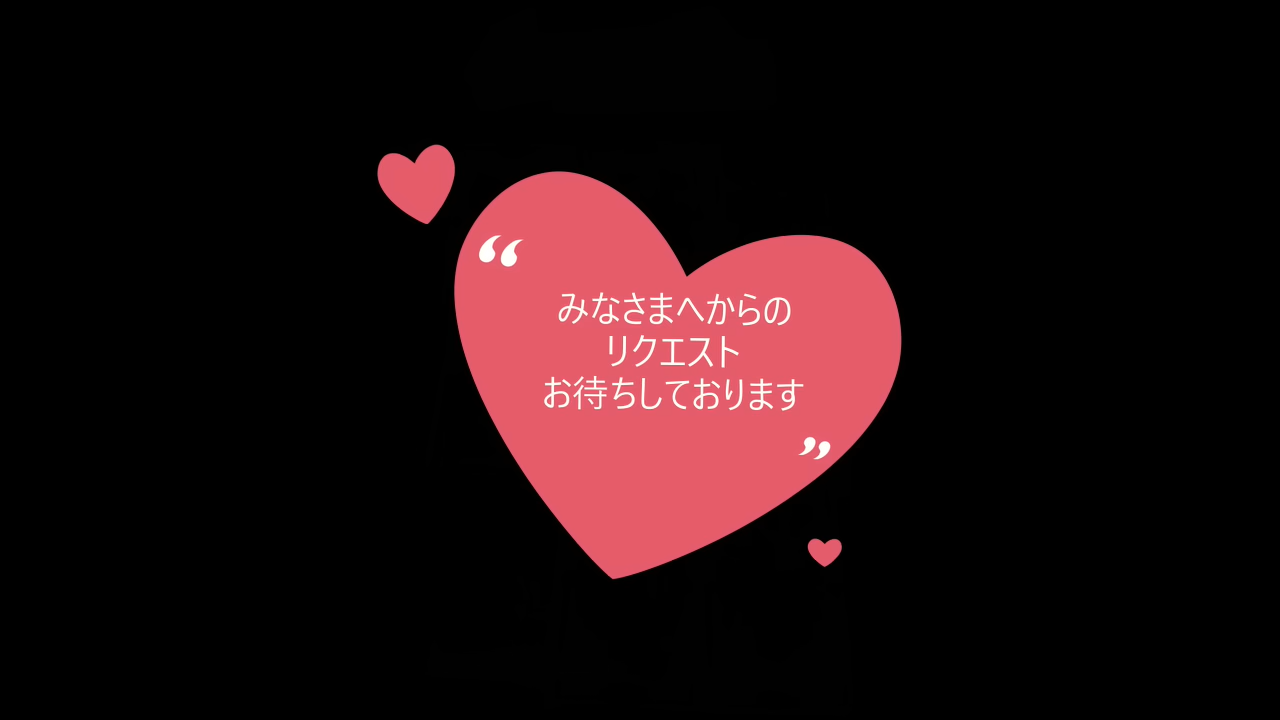 “
みなさまへからの
リクエスト
お待ちしております
”